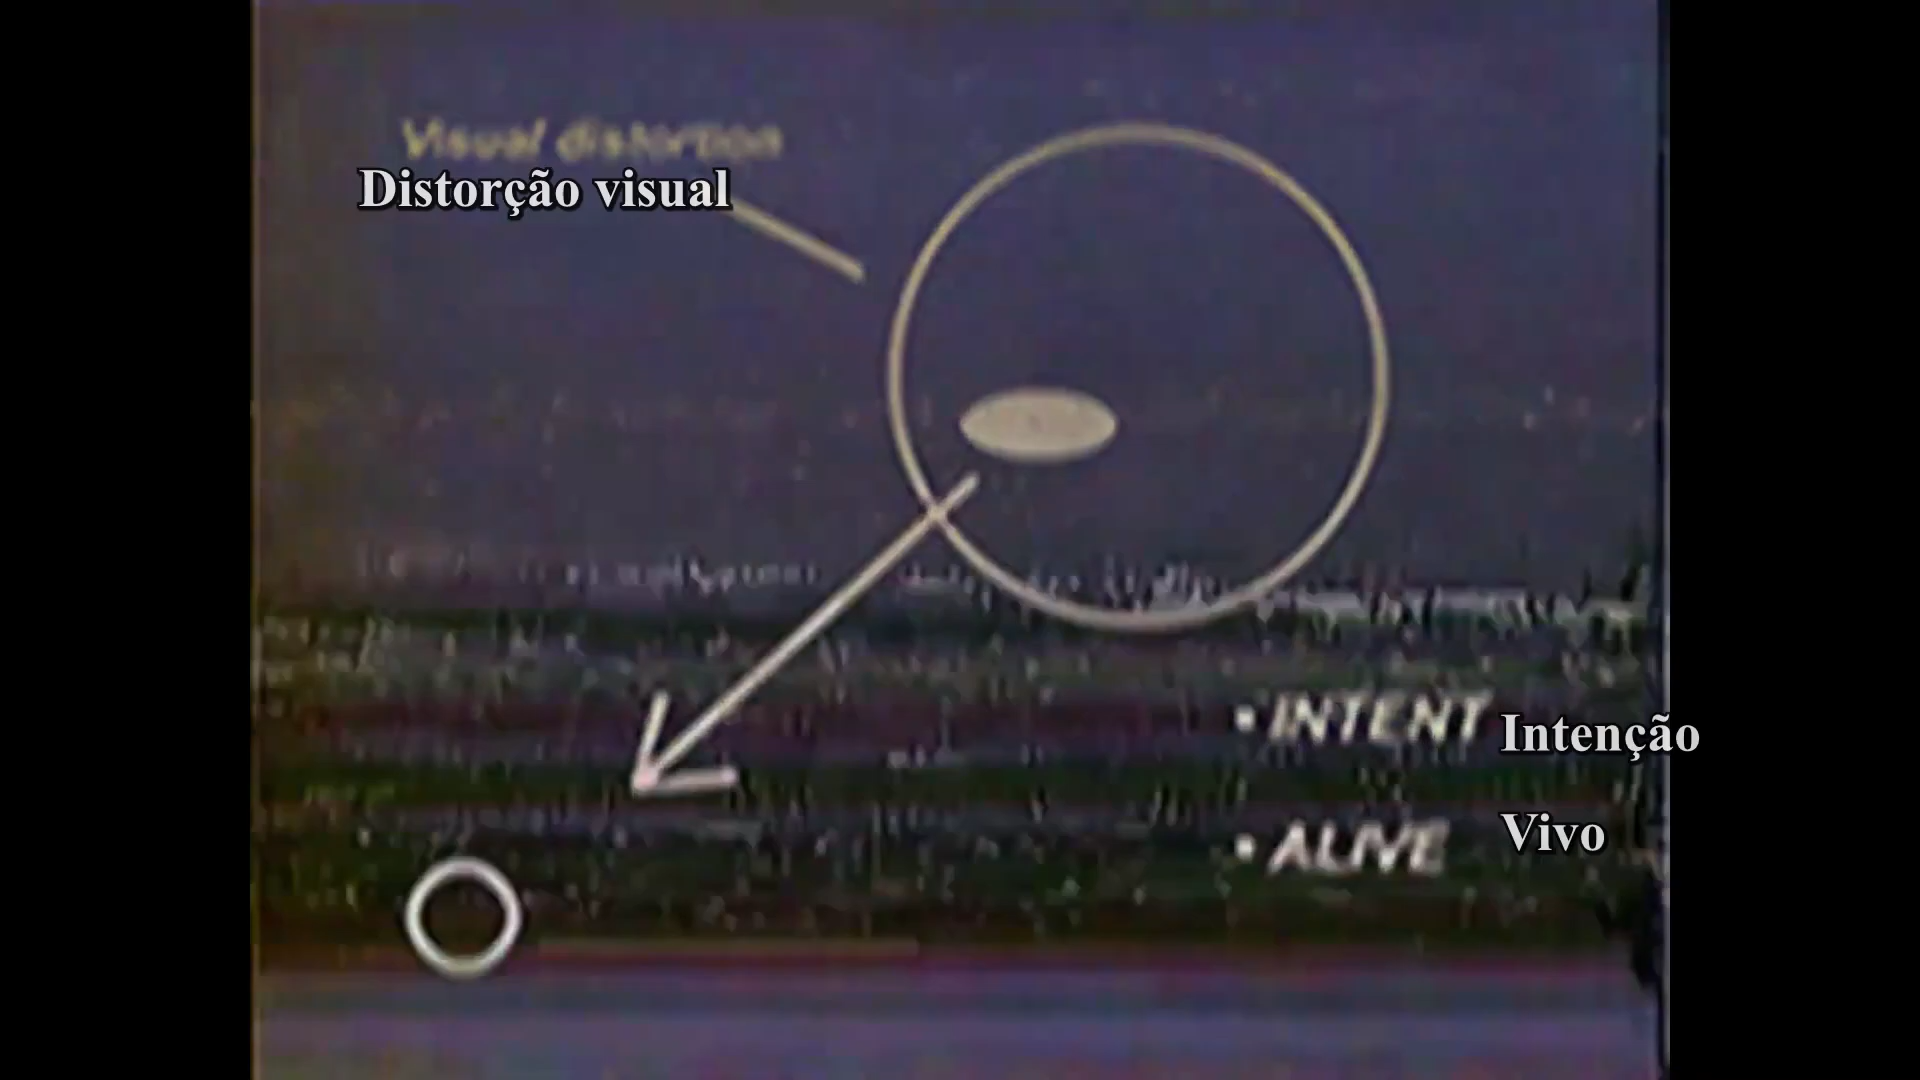 Visual distortion
Distorção visual
• INTENT
Intenção
• ALIVE
Vivo